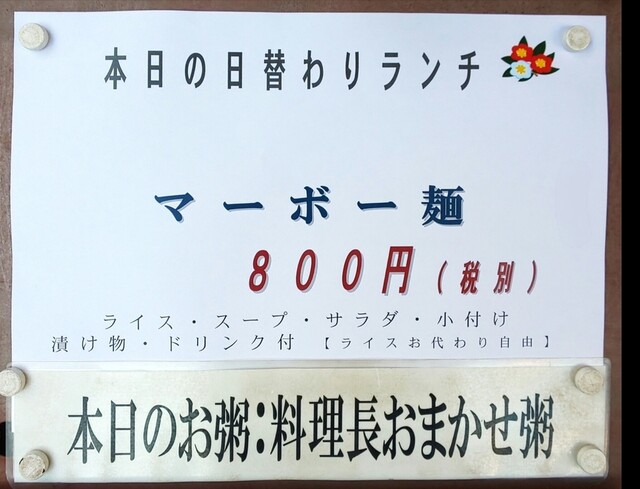 本日の日替わりランチ
マーボー麺
８００円（税別）
ライス・スープ・サラダ・小付け
漬け物・ドリンク付【ライスお代わり自由】
本日のお粥：料理長おまかせ粥